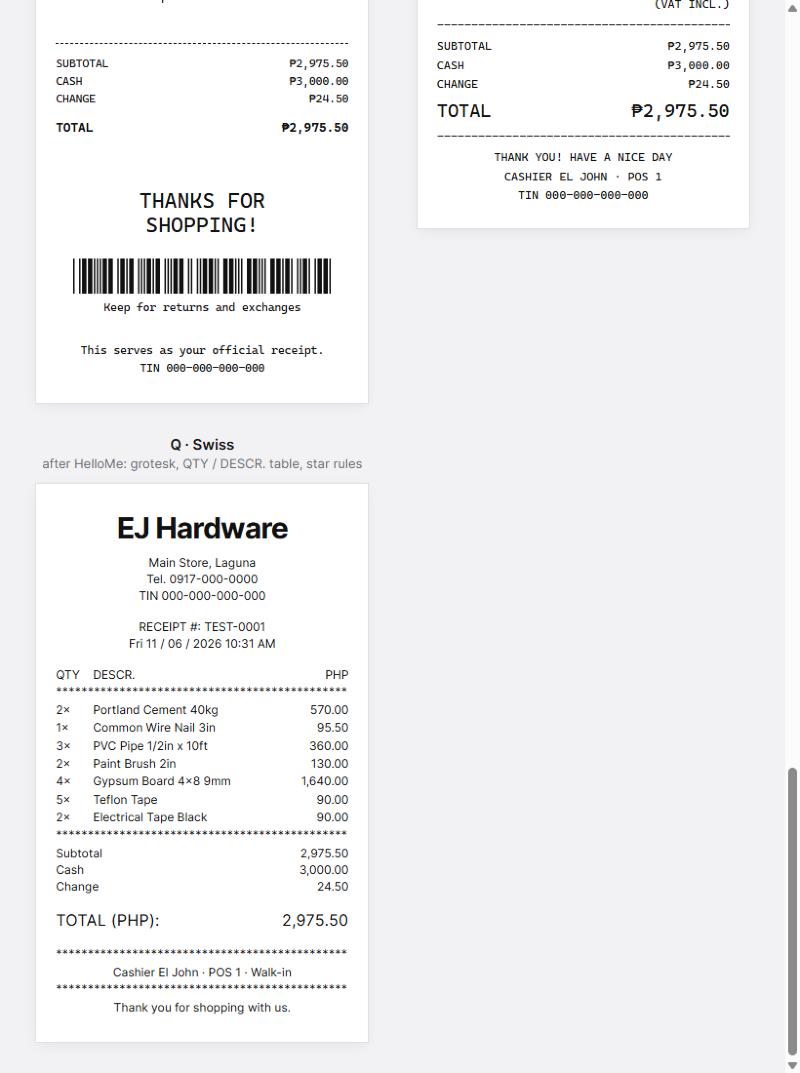 SUBTOTAL ₱2,975.50
CASH ₱3,000.00
CHANGE ₱24.50
TOTAL ₱2,975.50
THANKS FOR
SHOPPING!
Keep for returns and exchanges
This serves as your official receipt.
TIN 000-000-000-000
(VAT INCL.)
SUBTOTAL ₱2,975.50
CASH ₱3,000.00
CHANGE ₱24.50
TOTAL ₱2,975.50
THANK YOU! HAVE A NICE DAY
CASHIER EL JOHN · POS 1
TIN 000-000-000-000
Q · Swiss
after HelloMe: grotesk, QTY / DESCR. table, star rules
EJ Hardware
Main Store, Laguna
Tel. 0917-000-0000
TIN 000-000-000-000
RECEIPT #: TEST-0001
Fri 11 / 06 / 2026 10:31 AM
QTY DESCR. PHP
2× Portland Cement 40kg 570.00
1× Common Wire Nail 3in 95.50
3× PVC Pipe 1/2in x 10ft 360.00
2× Paint Brush 2in 130.00
4× Gypsum Board 4×8 9mm 1,640.00
5× Teflon Tape 90.00
2× Electrical Tape Black 90.00
Subtotal 2,975.50
Cash 3,000.00
Change 24.50
TOTAL (PHP): 2,975.50
Cashier El John · POS 1 · Walk-in
Thank you for shopping with us.